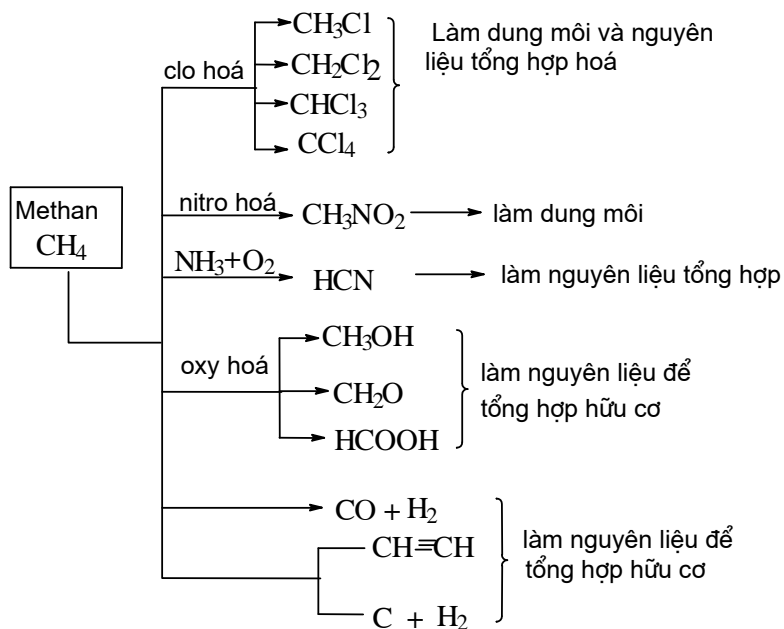 CH3Cl
CH2Cl2
CHCl3
CCl4
clo hoá
Làm dung môi và nguyên
liệu tổng hợp hoá
Methan
CH4
nitro hoá
CH3NO2
làm dung môi
NH3+O2
HCN
làm nguyên liệu tổng hợp
oxy hoá
CH3OH
CH2O
HCOOH
làm nguyên liệu để
tổng hợp hữu cơ
CO + H2
CH≡CH
C + H2
làm nguyên liệu để
tổng hợp hữu cơ